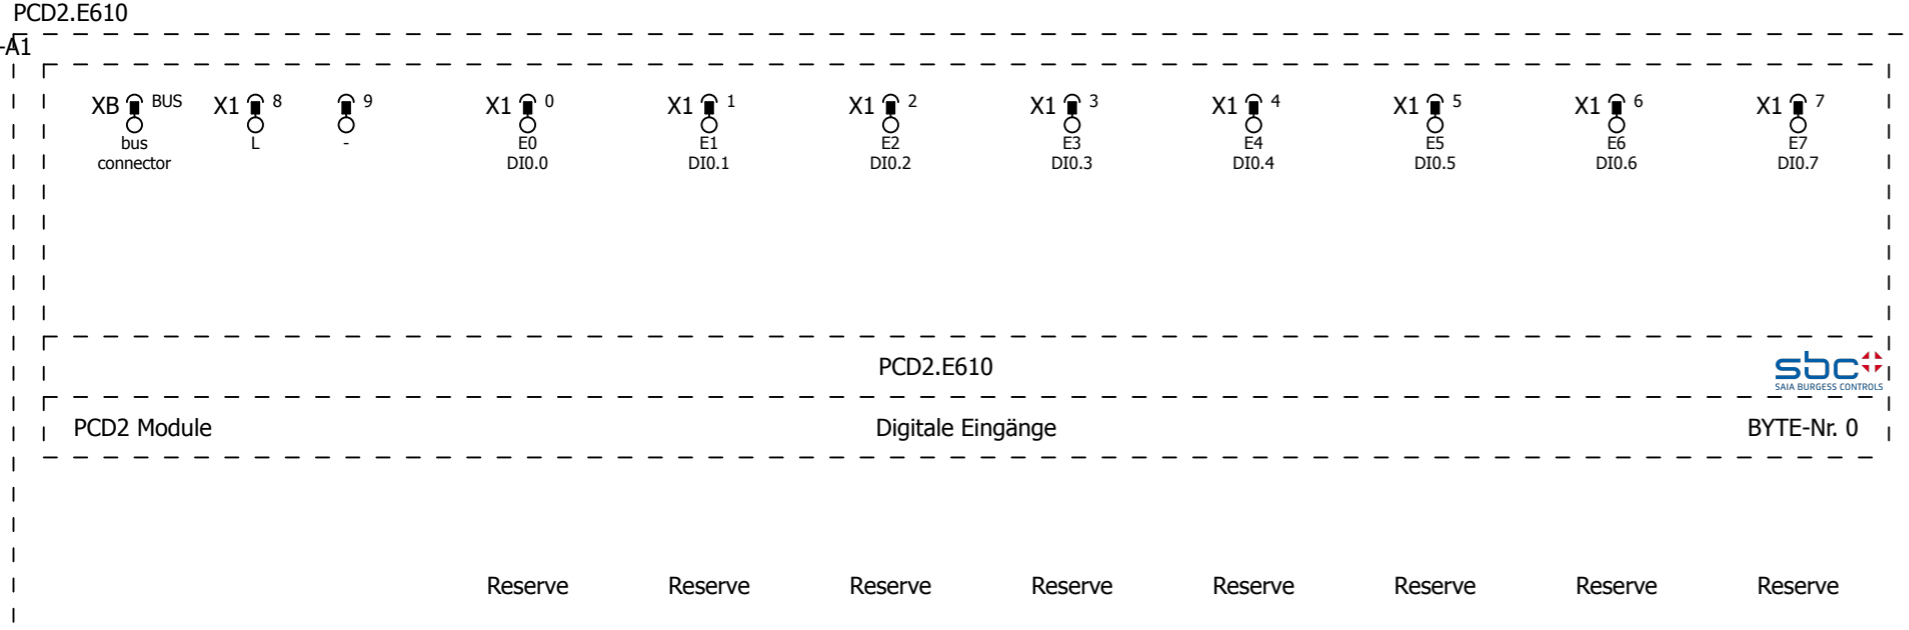 PCD2.E610
-A1
XB BUS X1 8 9 X1 0 X1 1 X1 2 X1 3 X1 4 X1 5 X1 6 X1 7
bus L - E0 E1 E2 E3 E4 E5 E6 E7
connector DI0.0 DI0.1 DI0.2 DI0.3 DI0.4 DI0.5 DI0.6 DI0.7
PCD2.E610
sbc
SAIA BURGESS CONTROLS
PCD2 Module Digitale Eingänge BYTE-Nr. 0
Reserve Reserve Reserve Reserve Reserve Reserve Reserve Reserve